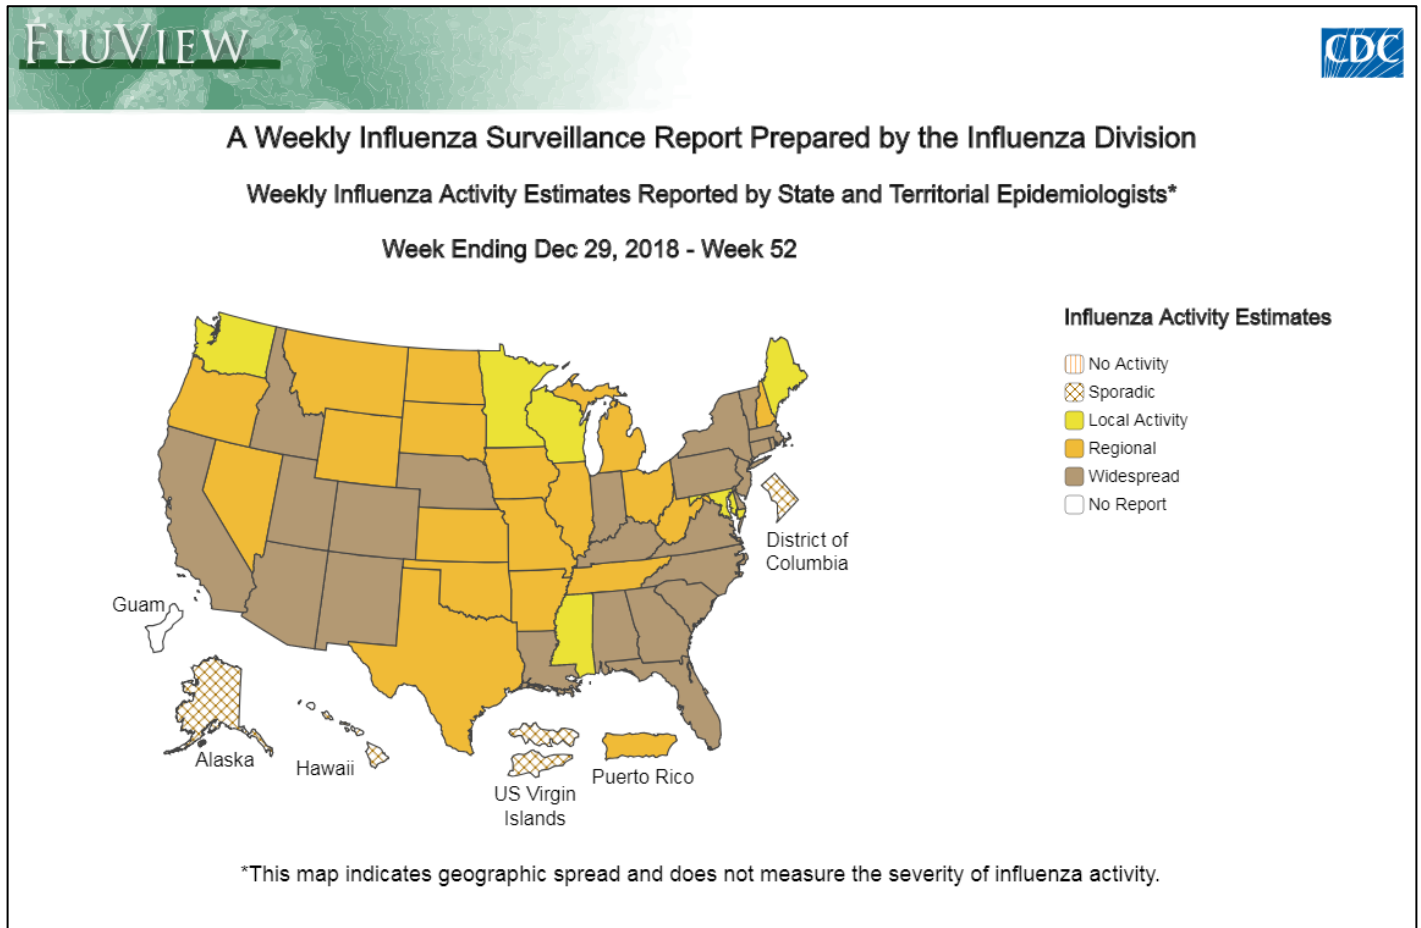 FLUVIEW
CDC
A Weekly Influenza Surveillance Report Prepared by the Influenza Division
Weekly Influenza Activity Estimates Reported by State and Territorial Epidemiologists*
Week Ending Dec 29, 2018 - Week 52
Influenza Activity Estimates
No Activity
Sporadic
Local Activity
Regional
Widespread
No Report
District of
Columbia
Guam
Alaska
Hawaii
US Virgin
Islands
Puerto Rico
*This map indicates geographic spread and does not measure the severity of influenza activity.